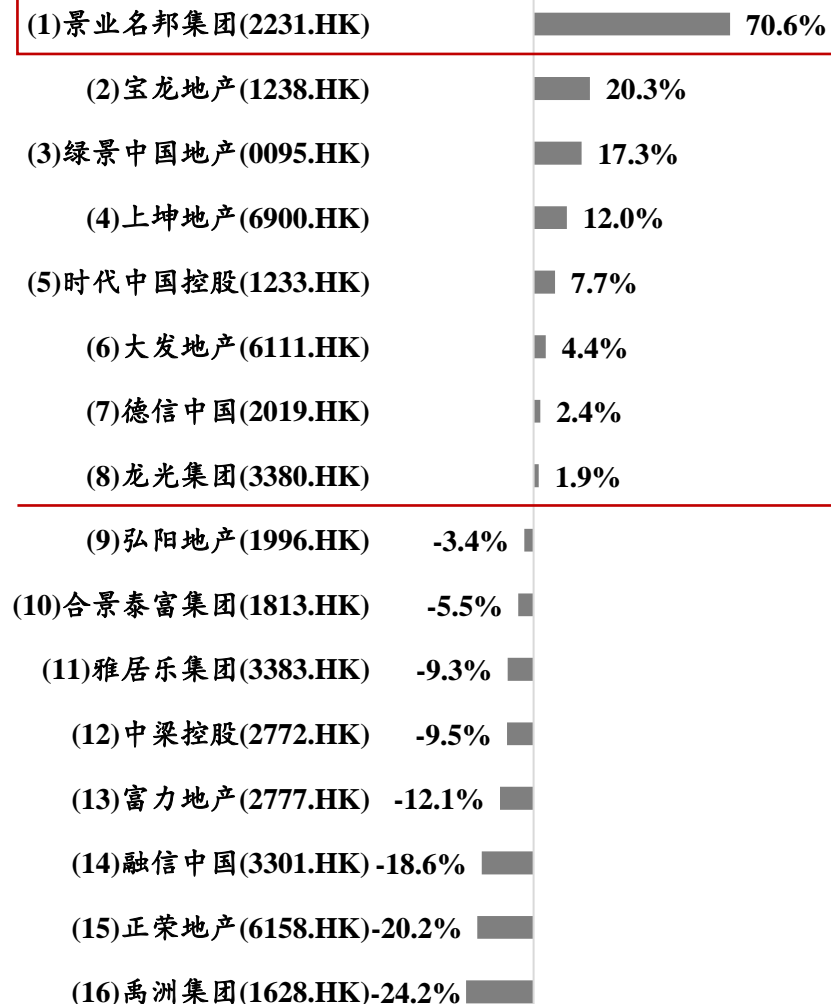 (1)景业名邦集团(2231.HK) 70.6%
(2)宝龙地产(1238.HK) 20.3%
(3)绿景中国地产(0095.HK) 17.3%
(4)上坤地产(6900.HK) 12.0%
(5)时代中国控股(1233.HK) 7.7%
(6)大发地产(6111.HK) 4.4%
(7)德信中国(2019.HK) 2.4%
(8)龙光集团(3380.HK) 1.9%
(9)弘阳地产(1996.HK) -3.4%
(10)合景泰富集团(1813.HK) -5.5%
(11)雅居乐集团(3383.HK) -9.3%
(12)中梁控股(2772.HK) -9.5%
(13)富力地产(2777.HK) -12.1%
(14)融信中国(3301.HK) -18.6%
(15)正荣地产(6158.HK) -20.2%
(16)禹洲集团(1628.HK) -24.2%